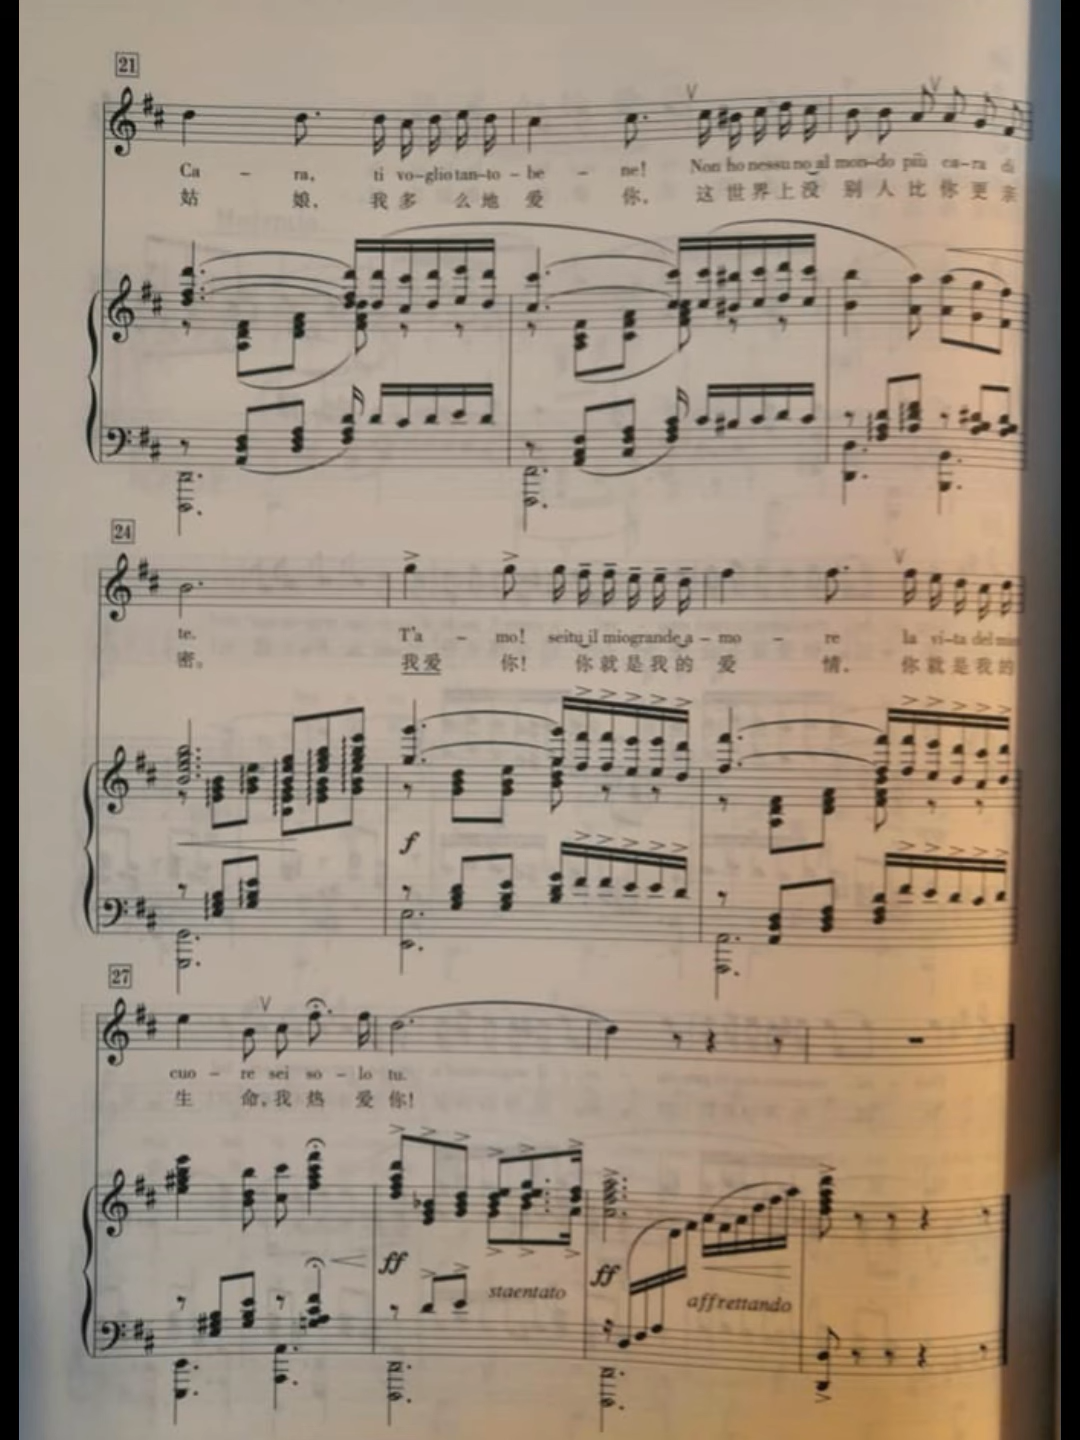 21
Ca - ra, ti vo-glio tan-to - be - ne! Non ho nessu no al mon-do più ca-ra di
姑 娘, 我 多 么 地 爱 你, 这 世 界 上 没 别 人 比 你 更 亲
24
te. T'a - mo! sei tu il mio grande a - mo - re la vi-ta del mio
密。 我爱 你! 你 就 是 我 的 爱 情, 你 就 是 我 的
f
27
cuo - re sei so - lo tu.
生 命, 我 热 爱 你!
ff ff
staentato
affrettando